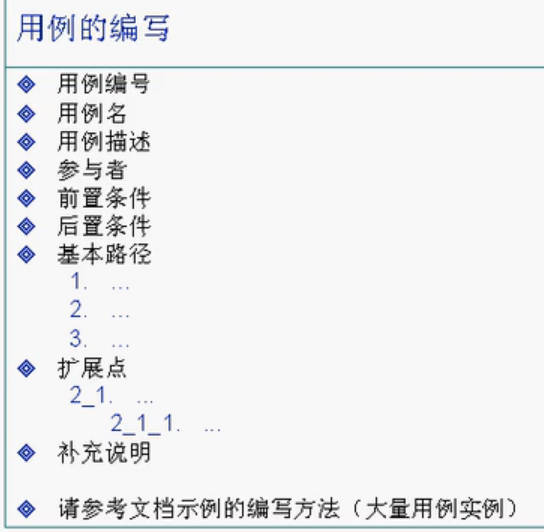 用例的编写
用例编号
用例名
用例描述
参与者
前置条件
后置条件
基本路径
1. ...
2. ...
3. ...
扩展点
2_1. ...
2_1_1. ...
补充说明
请参考文档示例的编写方法（大量用例实例）